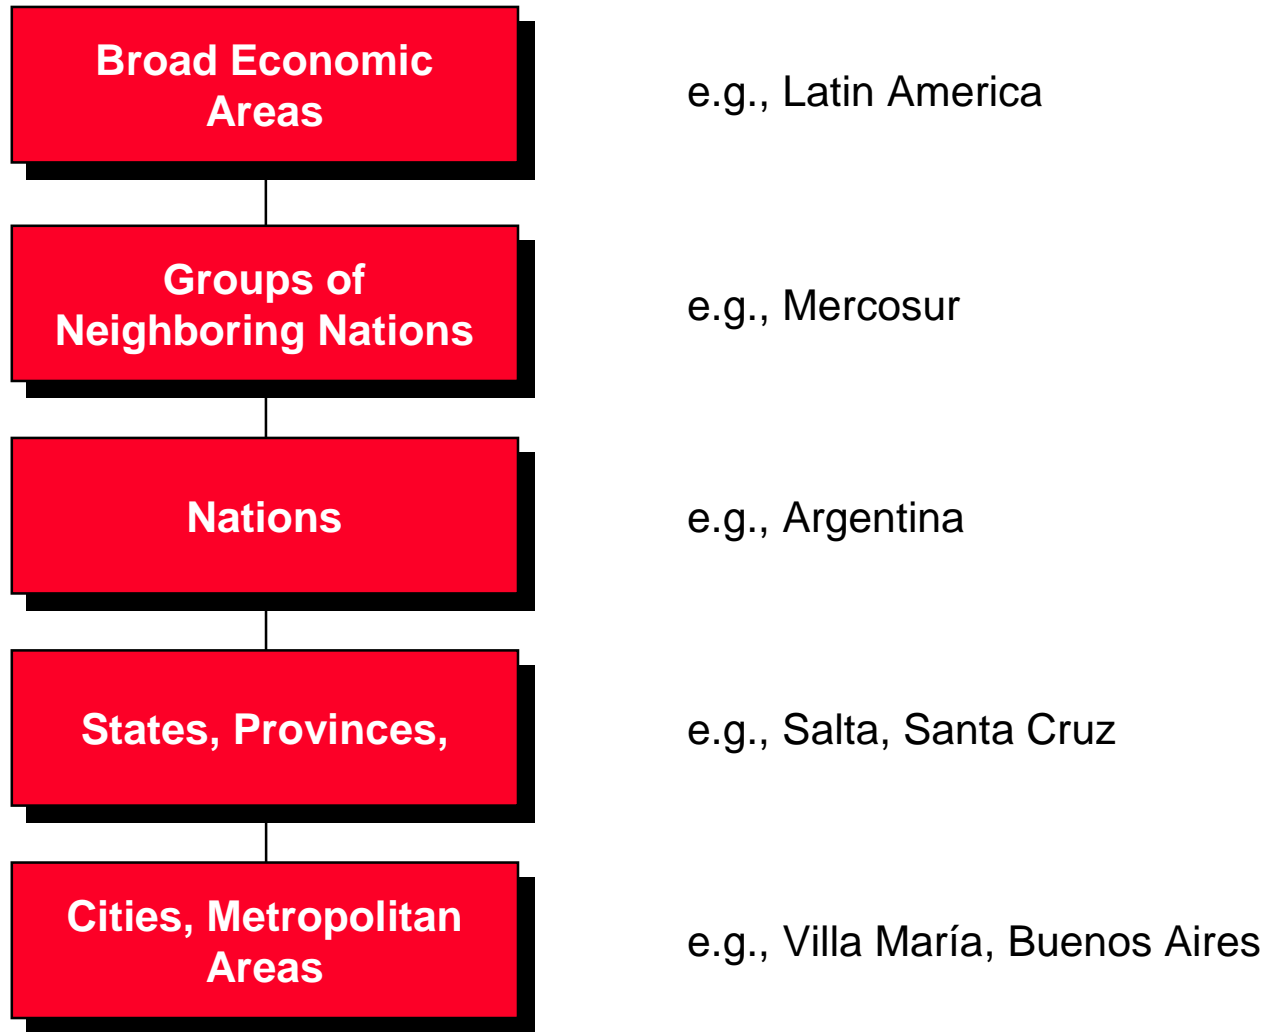 Broad Economic
Areas
e.g., Latin America
Groups of
Neighboring Nations
e.g., Mercosur
Nations
e.g., Argentina
States, Provinces,
e.g., Salta, Santa Cruz
Cities, Metropolitan
Areas
e.g., Villa María, Buenos Aires